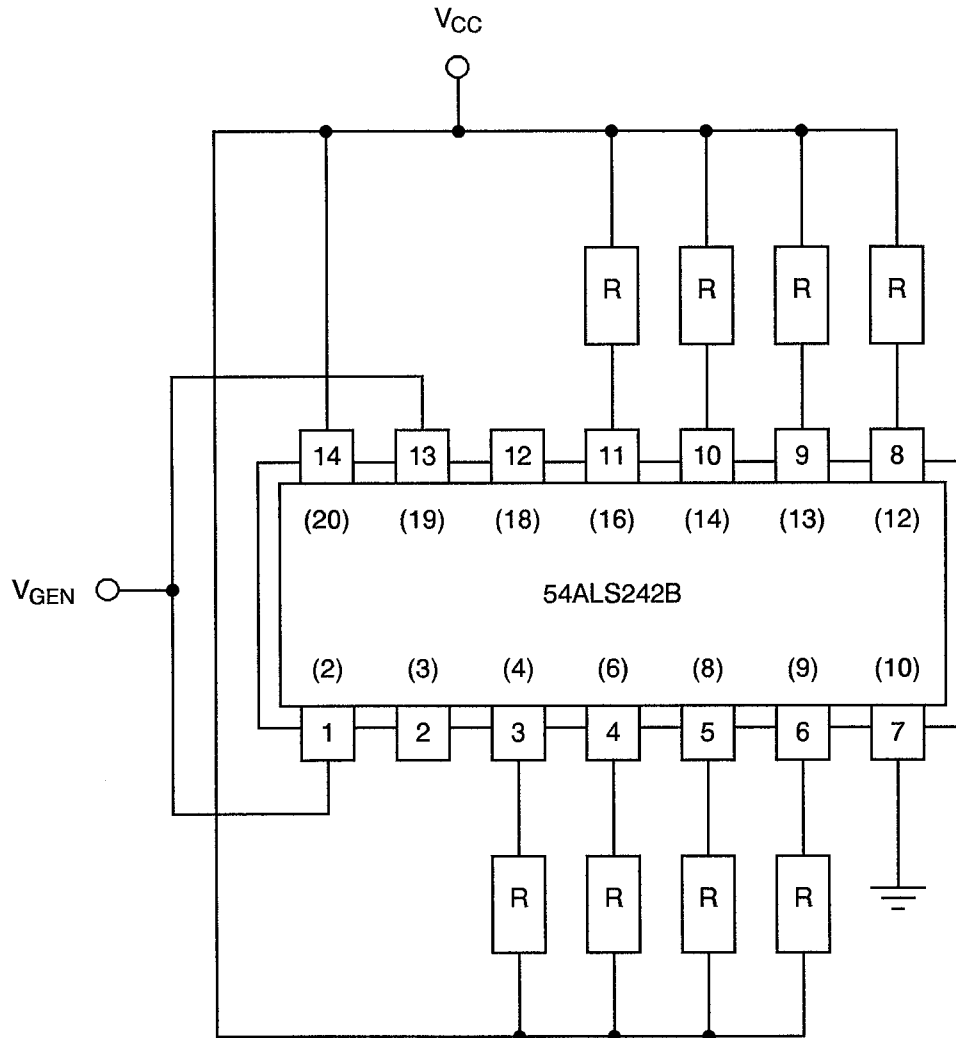 VCC
R R R R
14 13 12 11 10 9 8
(20) (19) (18) (16) (14) (13) (12)
VGEN
54ALS242B
(2) (3) (4) (6) (8) (9) (10)
1 2 3 4 5 6 7
R R R R